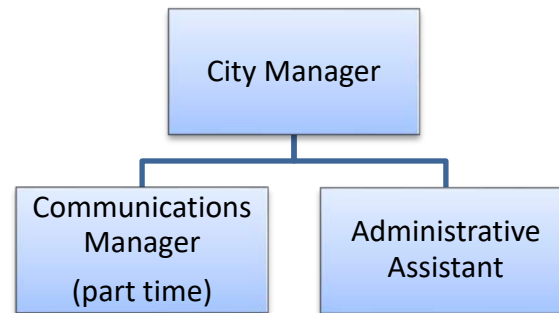 City Manager
Communications
Manager
(part time)
Administrative
Assistant